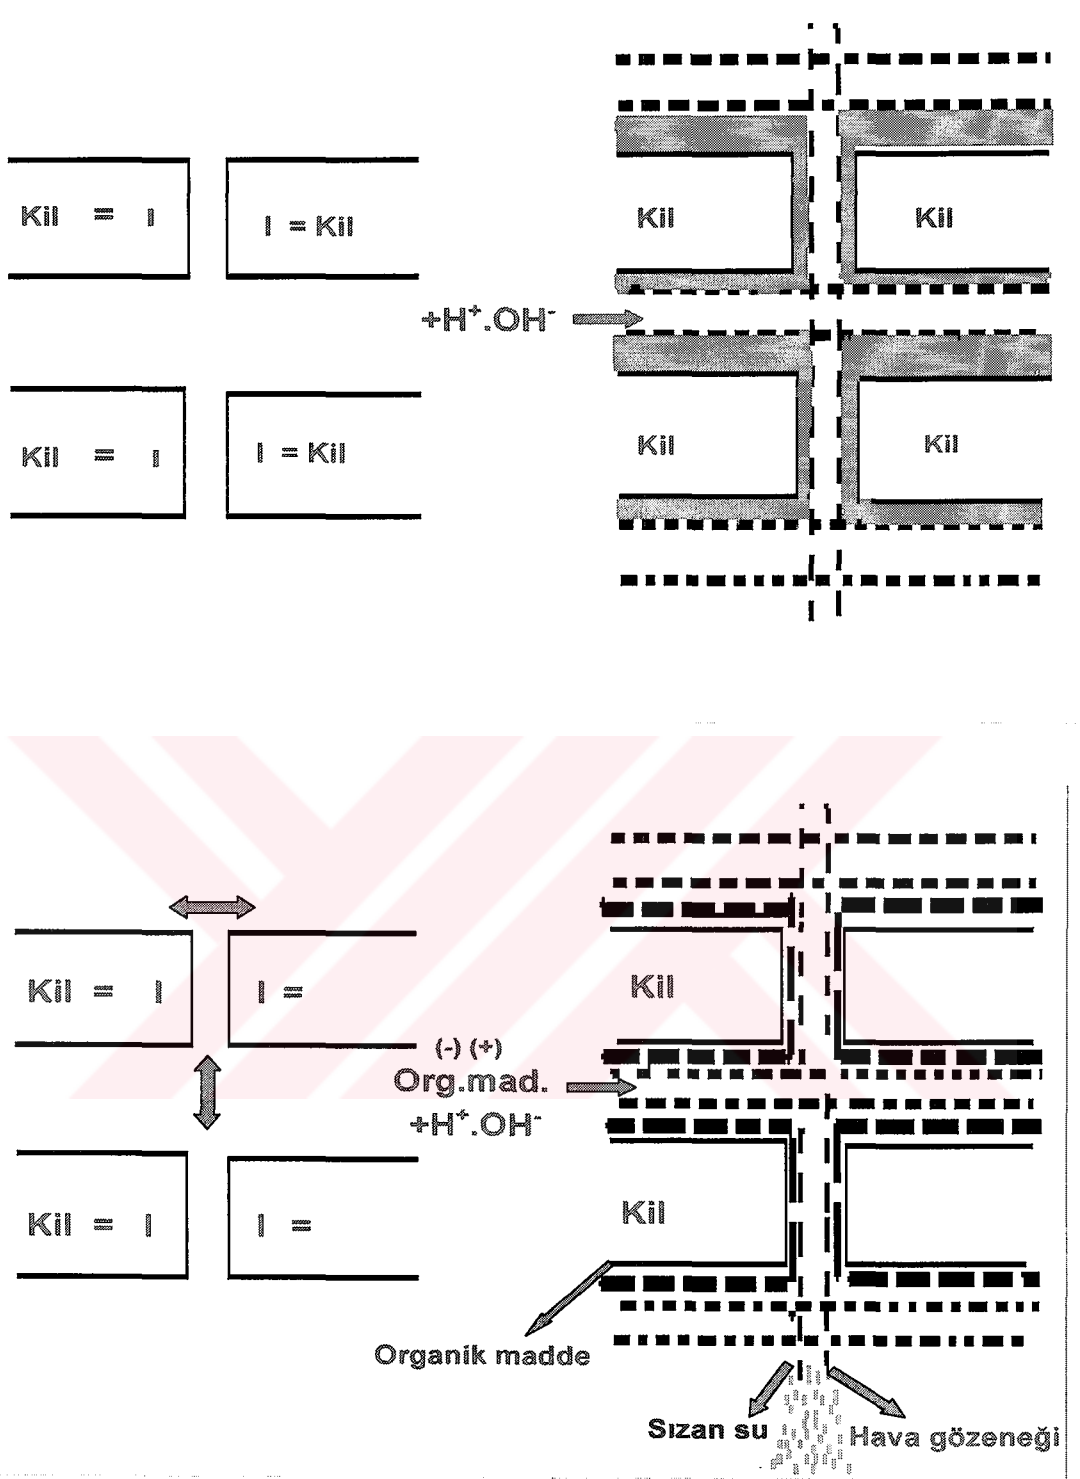 Kil = I
I = Kil
Kil
Kil
+H⁺.OH⁻
Kil = I
I = Kil
Kil
Kil
Kil = I
I =
Kil
(-) (+)
Org.mad.
+H⁺.OH⁻
Kil = I
I =
Kil
Organik madde
Sızan su
Hava gözeneği